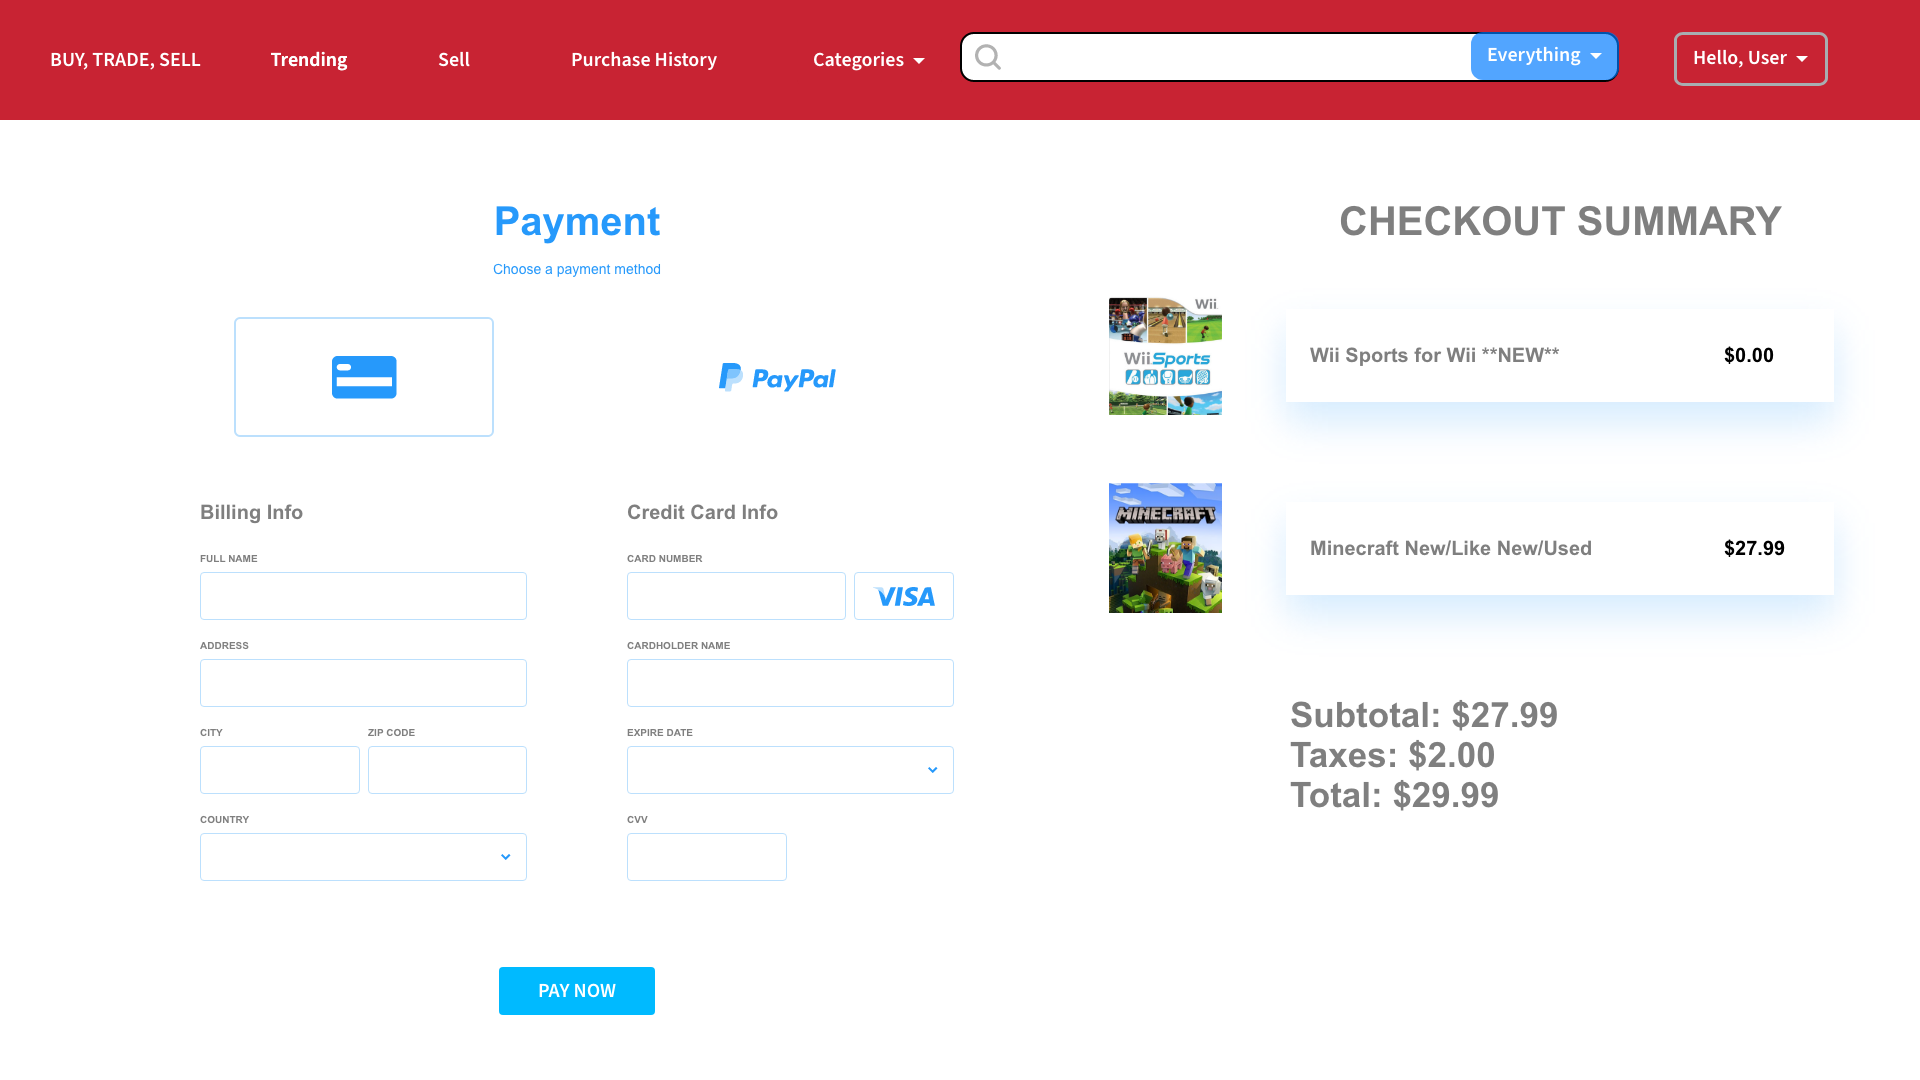 BUY, TRADE, SELL
Trending
Sell
Purchase History
Categories
Everything
Hello, User
Payment
Choose a payment method
PayPal
Billing Info
FULL NAME
ADDRESS
CITY
ZIP CODE
COUNTRY
Credit Card Info
CARD NUMBER
VISA
CARDHOLDER NAME
EXPIRE DATE
CVV
PAY NOW
CHECKOUT SUMMARY
Wii
Wii Sports
Wii Sports for Wii **NEW**
$0.00
MINECRAFT
Minecraft New/Like New/Used
$27.99
Subtotal: $27.99
Taxes: $2.00
Total: $29.99